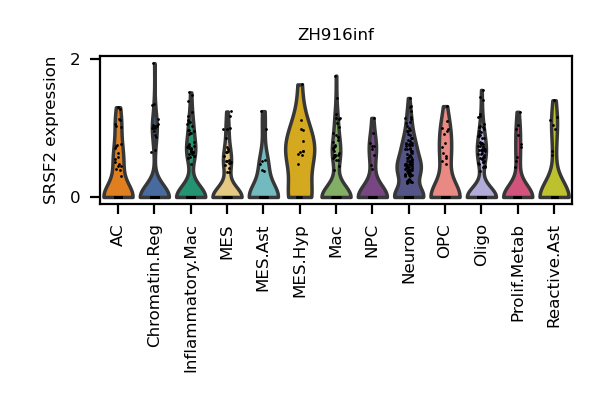 ZH916inf
SRSF2 expression
2
0
AC
Chromatin.Reg
Inflammatory.Mac
MES
MES.Ast
MES.Hyp
Mac
NPC
Neuron
OPC
Oligo
Prolif.Metab
Reactive.Ast